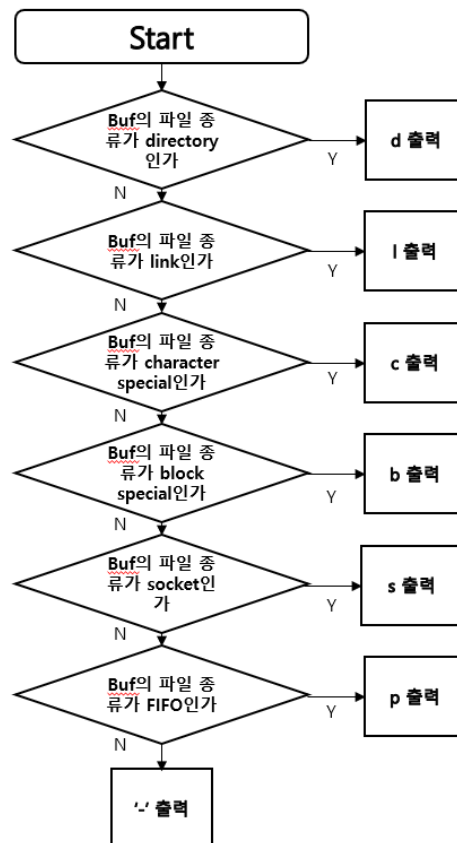 Start
Buf의 파일 종
류가 directory
인가
d 출력
Y
N
Buf의 파일 종
류가 link인가
l 출력
Y
N
Buf의 파일 종
류가 character
special인가
c 출력
Y
N
Buf의 파일 종
류가 block
special인가
b 출력
Y
N
Buf의 파일 종
류가 socket인
가
s 출력
Y
N
Buf의 파일 종
류가 FIFO인가
p 출력
Y
N
‘-’ 출력